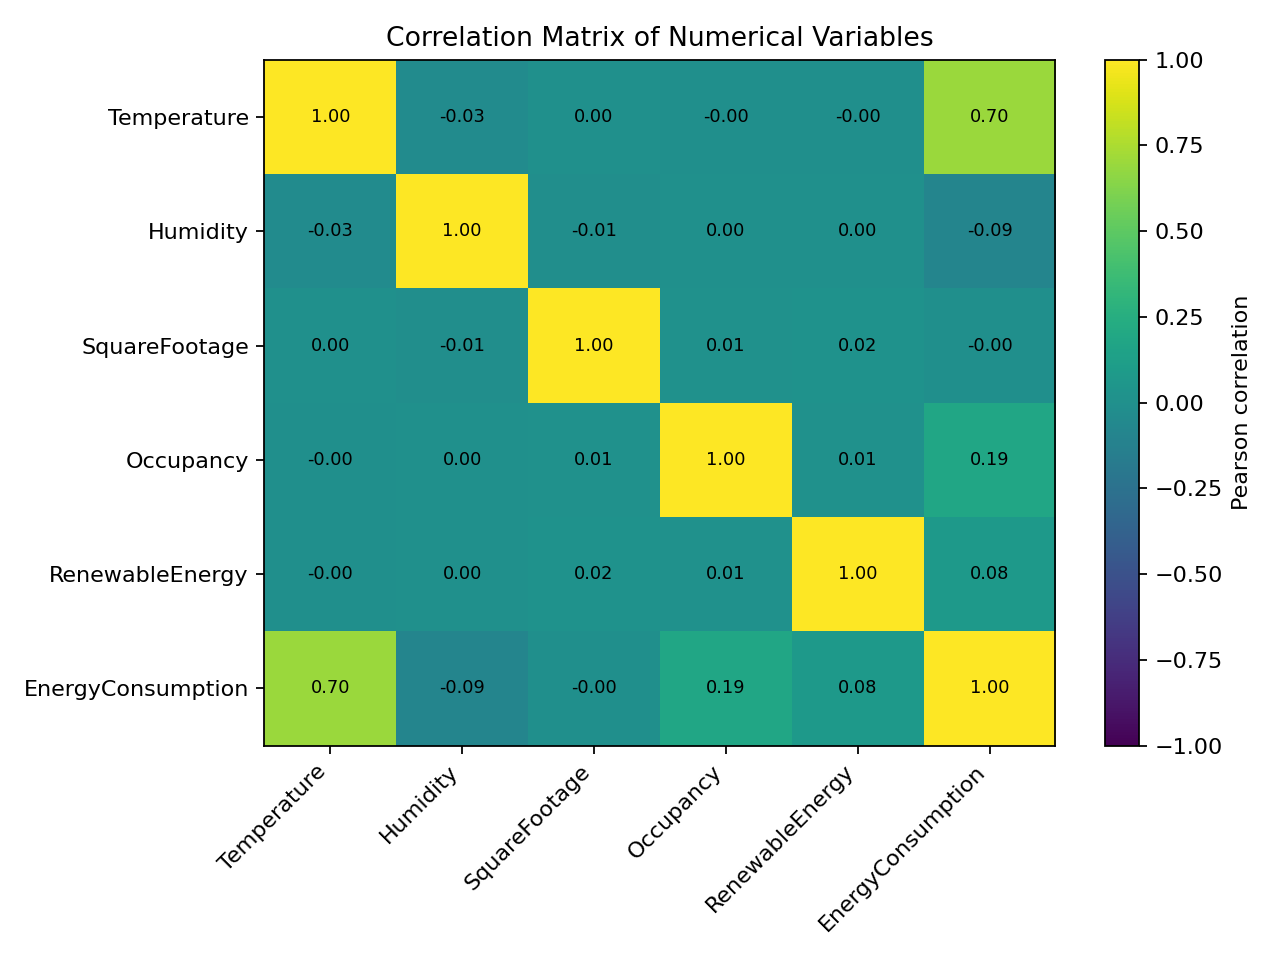 Correlation Matrix of Numerical Variables
Temperature 1.00 -0.03 0.00 -0.00 -0.00 0.70
Humidity -0.03 1.00 -0.01 0.00 0.00 -0.09
SquareFootage 0.00 -0.01 1.00 0.01 0.02 -0.00
Occupancy -0.00 0.00 0.01 1.00 0.01 0.19
RenewableEnergy -0.00 0.00 0.02 0.01 1.00 0.08
EnergyConsumption 0.70 -0.09 -0.00 0.19 0.08 1.00
Temperature Humidity SquareFootage Occupancy RenewableEnergy EnergyConsumption
1.00
0.75
0.50
0.25
0.00
−0.25
−0.50
−0.75
−1.00
Pearson correlation